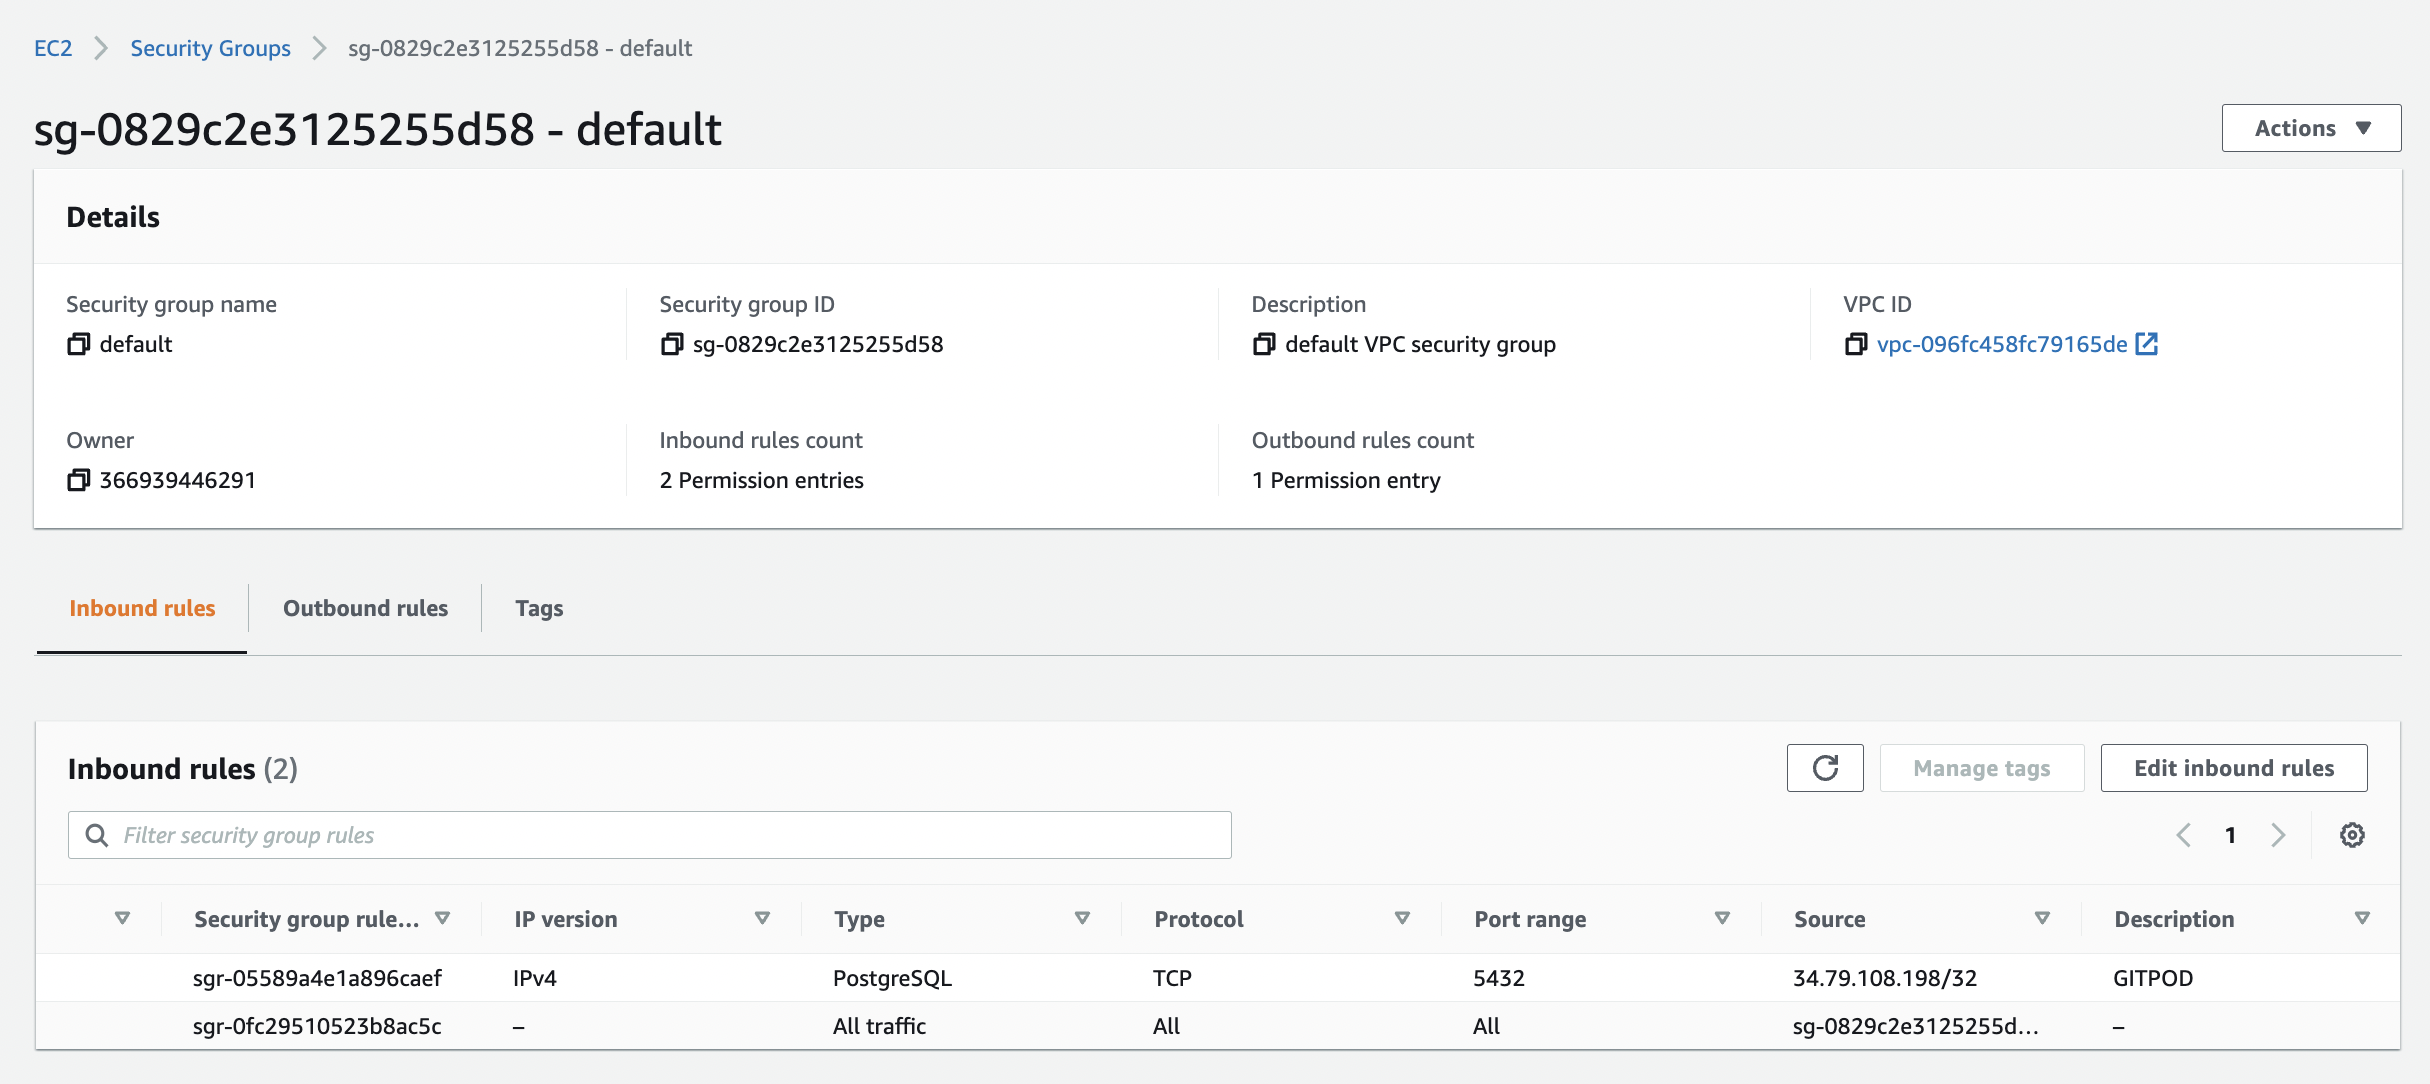 EC2 > Security Groups > sg-0829c2e3125255d58 - default
sg-0829c2e3125255d58 - default
Actions
Details
Security group name
default
Security group ID
sg-0829c2e3125255d58
Description
default VPC security group
VPC ID
vpc-096fc458fc79165de
Owner
366939446291
Inbound rules count
2 Permission entries
Outbound rules count
1 Permission entry
Inbound rules
Outbound rules
Tags
Inbound rules (2)
Manage tags
Edit inbound rules
Filter security group rules
1
Security group rule... IP version Type Protocol Port range Source Description
sgr-05589a4e1a896caef IPv4 PostgreSQL TCP 5432 34.79.108.198/32 GITPOD
sgr-0fc29510523b8ac5c – All traffic All All sg-0829c2e3125255d... –